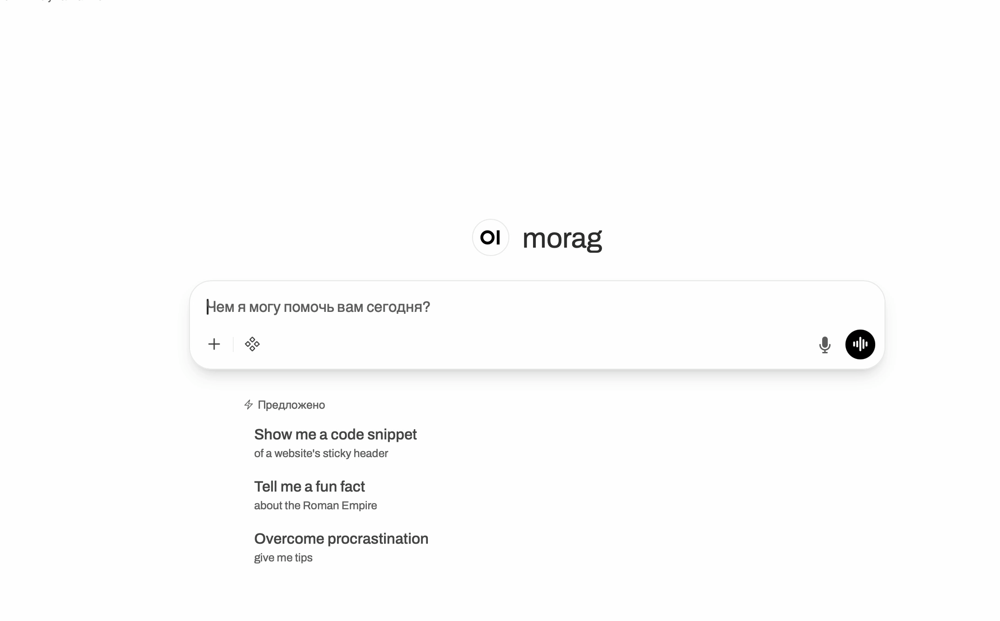 OI
morag
Чем я могу помочь вам сегодня?
Предложено
Show me a code snippet
of a website's sticky header
Tell me a fun fact
about the Roman Empire
Overcome procrastination
give me tips